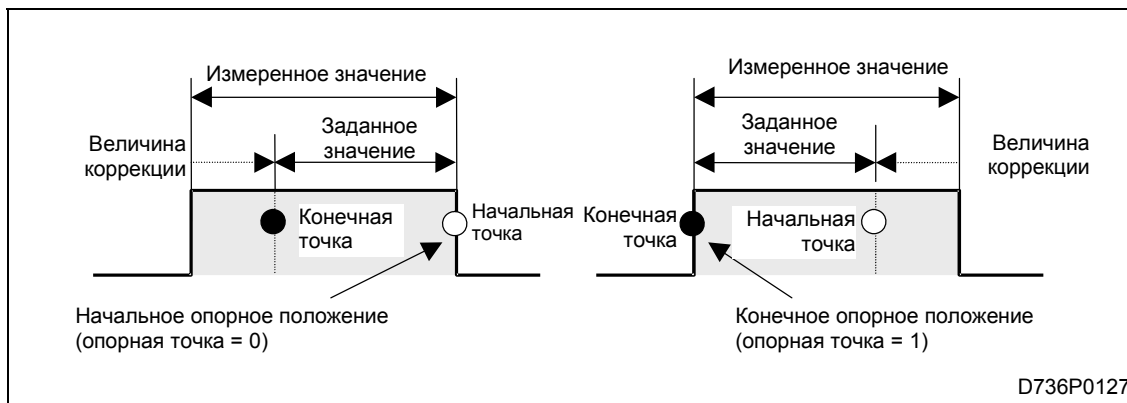 Измеренное значение
Заданное
значение
Величина
коррекции
Конечная
точка
Начальная
точка
Начальное опорное положение
(опорная точка = 0)
Измеренное значение
Заданное
значение
Величина
коррекции
Конечная
точка
Начальная
точка
Конечное опорное положение
(опорная точка = 1)
D736P0127